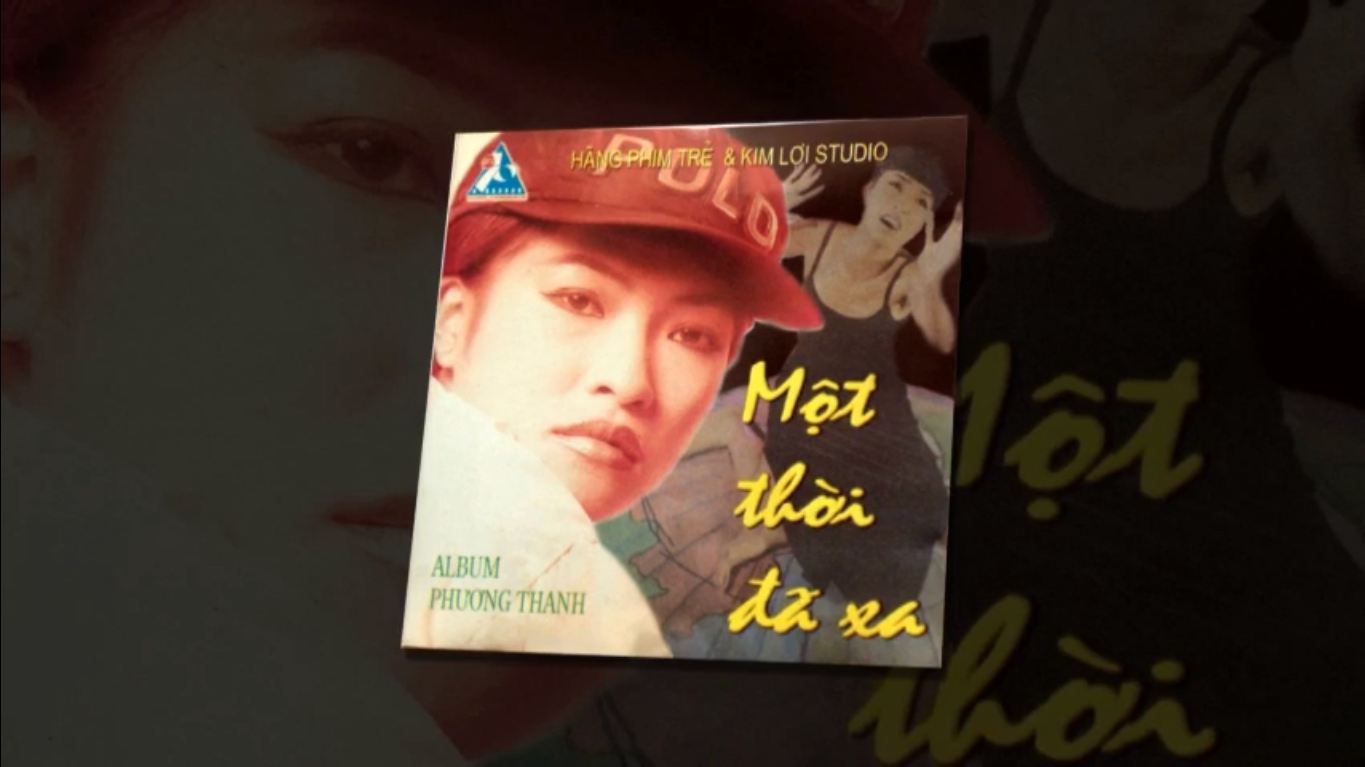 HÃNG PHIM TRẺ & KIM LỢI STUDIO
POLO
Một
thời
đã xa
ALBUM
PHƯƠNG THANH
Một
thời